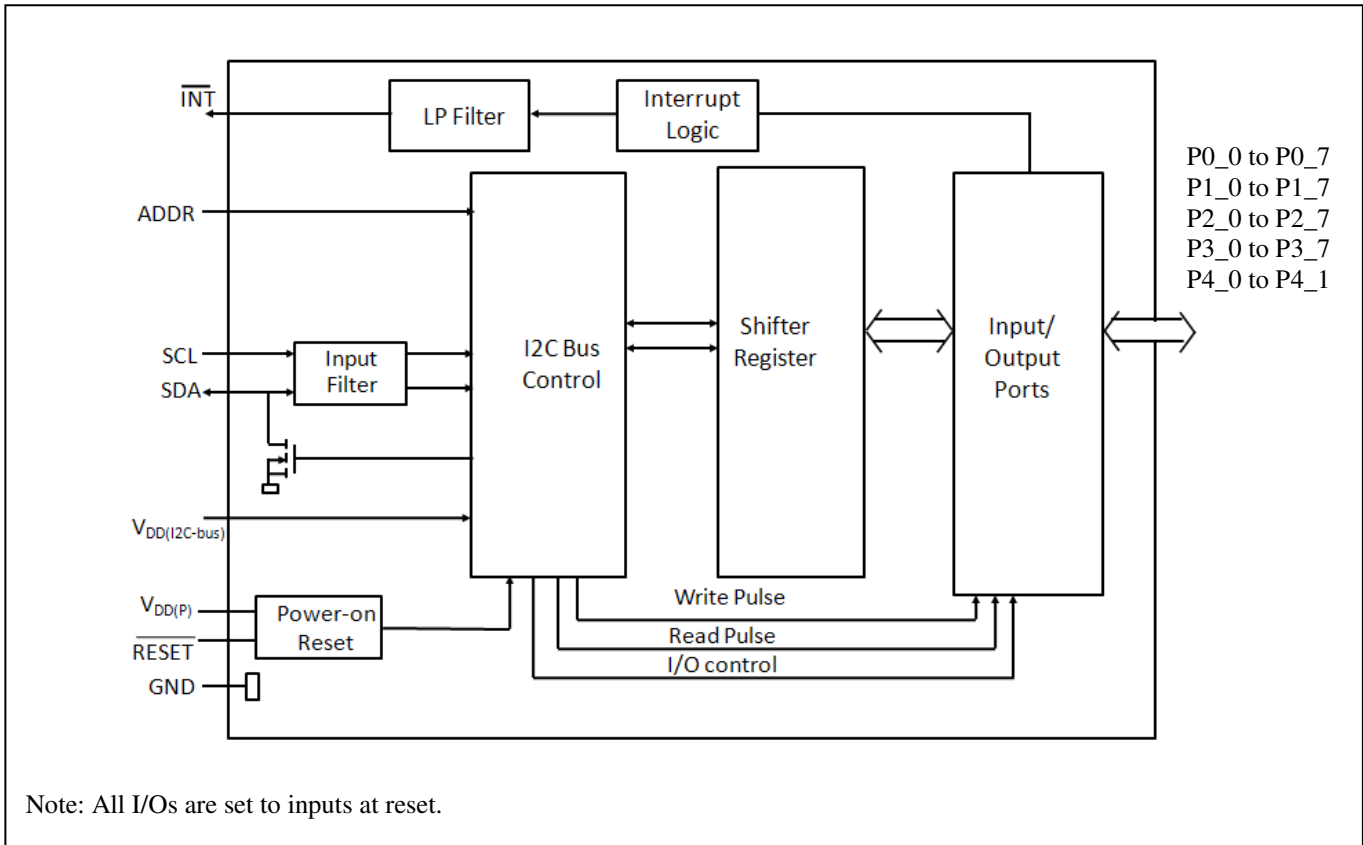 INT
LP Filter
Interrupt
Logic
P0_0 to P0_7
P1_0 to P1_7
P2_0 to P2_7
P3_0 to P3_7
P4_0 to P4_1
ADDR
SCL
SDA
Input
Filter
I2C Bus
Control
Shifter
Register
Input/
Output
Ports
VDD(I2C-bus)
VDD(P)
RESET
GND
Power-on
Reset
Write Pulse
Read Pulse
I/O control
Note: All I/Os are set to inputs at reset.